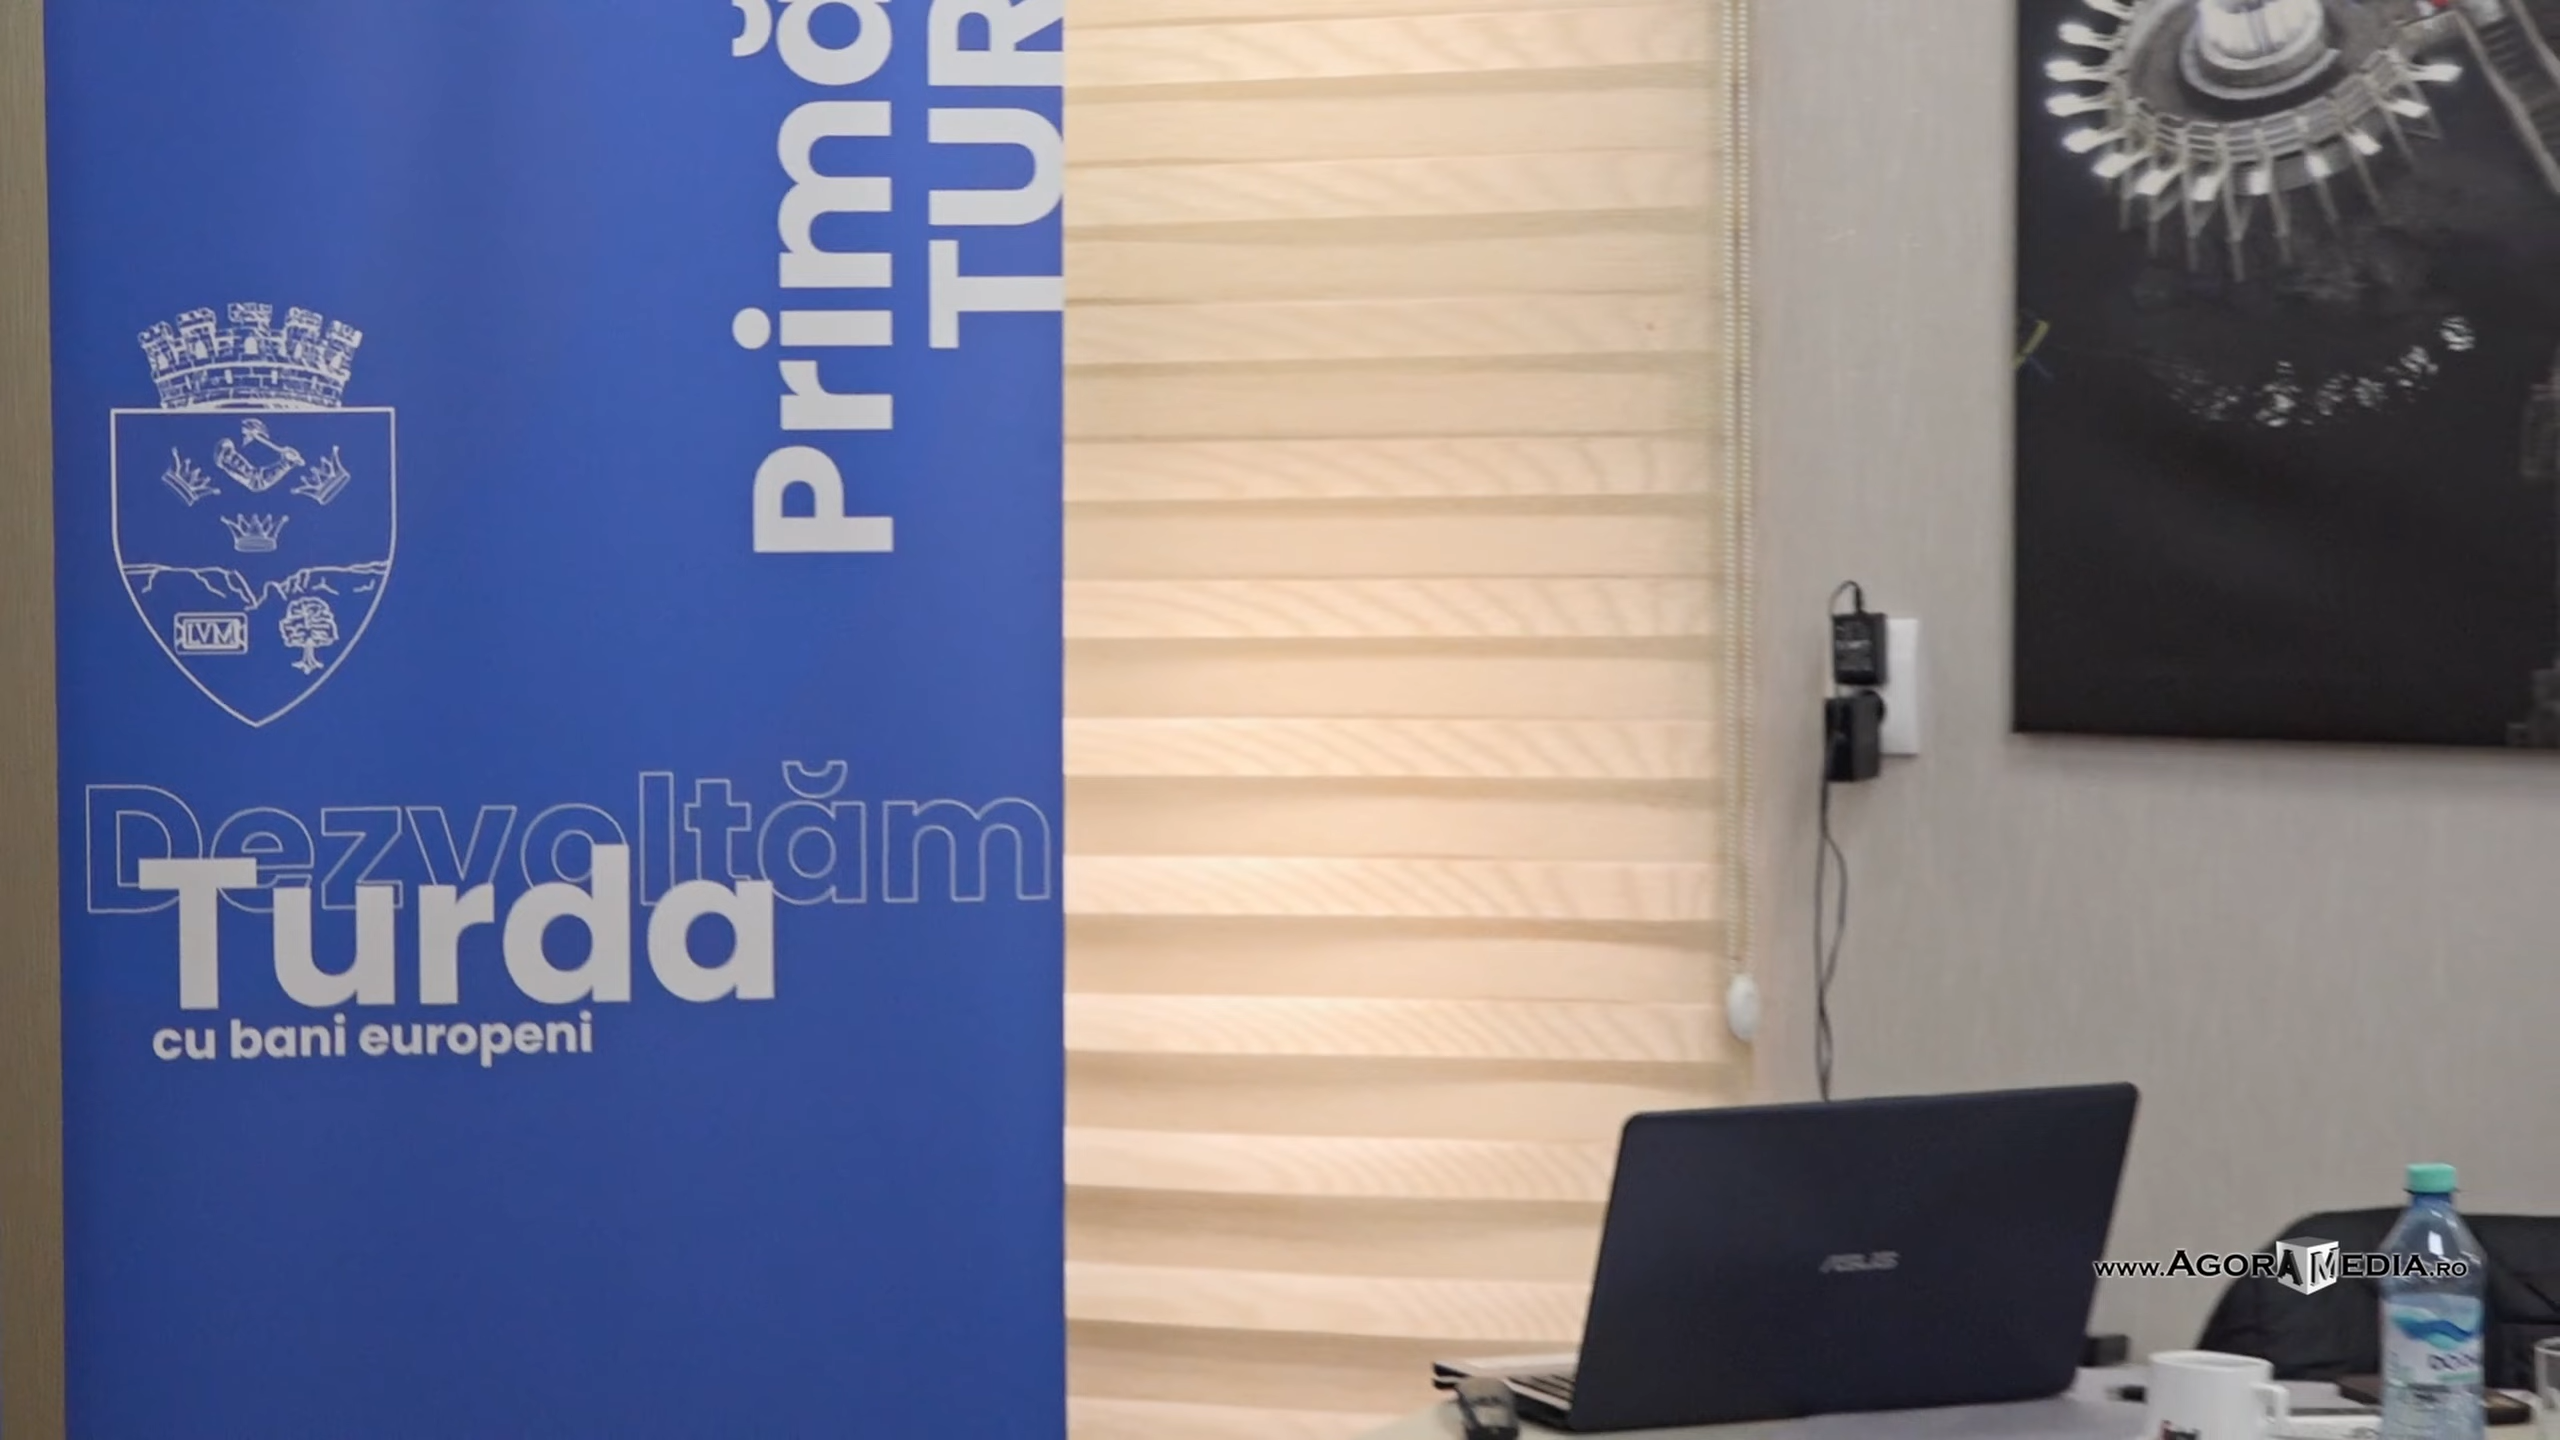 Primă
TUR
LVM
Dezvoltăm
Turda
cu bani europeni
ASUS
www.AgoraMedia.ro